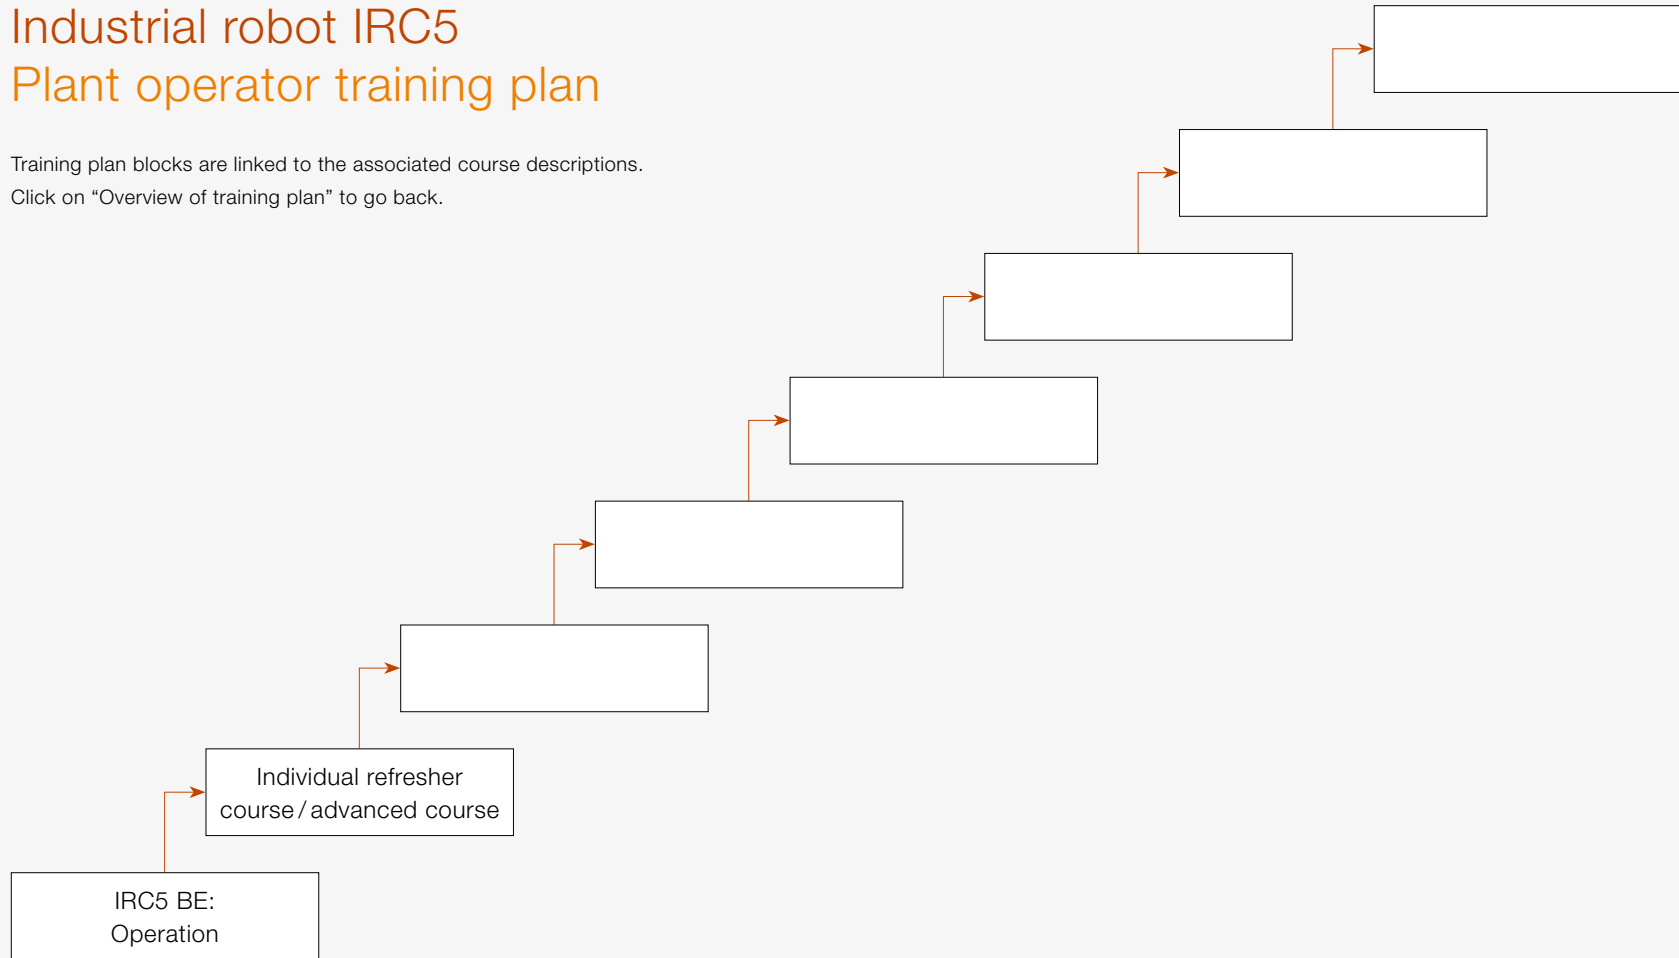 Industrial robot IRC5
Plant operator training plan
Training plan blocks are linked to the associated course descriptions.
Click on “Overview of training plan” to go back.
Individual refresher
course / advanced course
IRC5 BE:
Operation